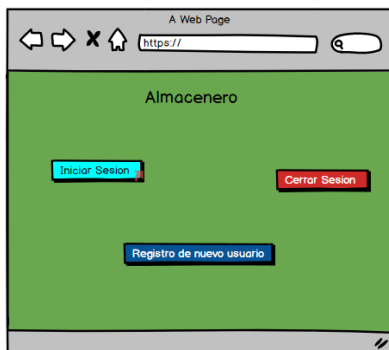 A Web Page
https://
Almacenero
Iniciar Sesion
Cerrar Sesion
Registro de nuevo usuario